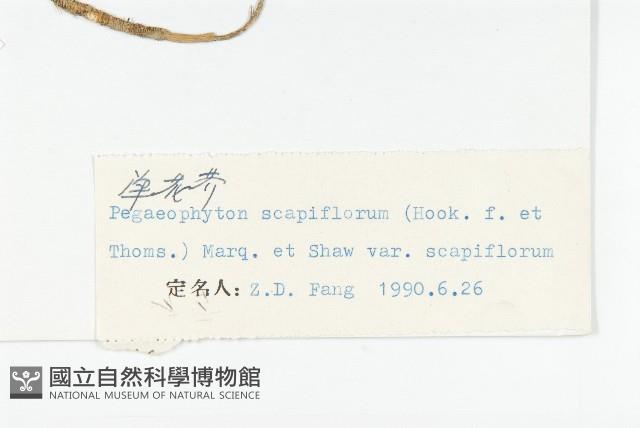 单花荠
Pegaeophyton scapiflorum (Hook. f. et
Thoms.) Marq. et Shaw var. scapiflorum
定名人: Z.D. Fang 1990.6.26
國立自然科學博物館
NATIONAL MUSEUM OF NATURAL SCIENCE